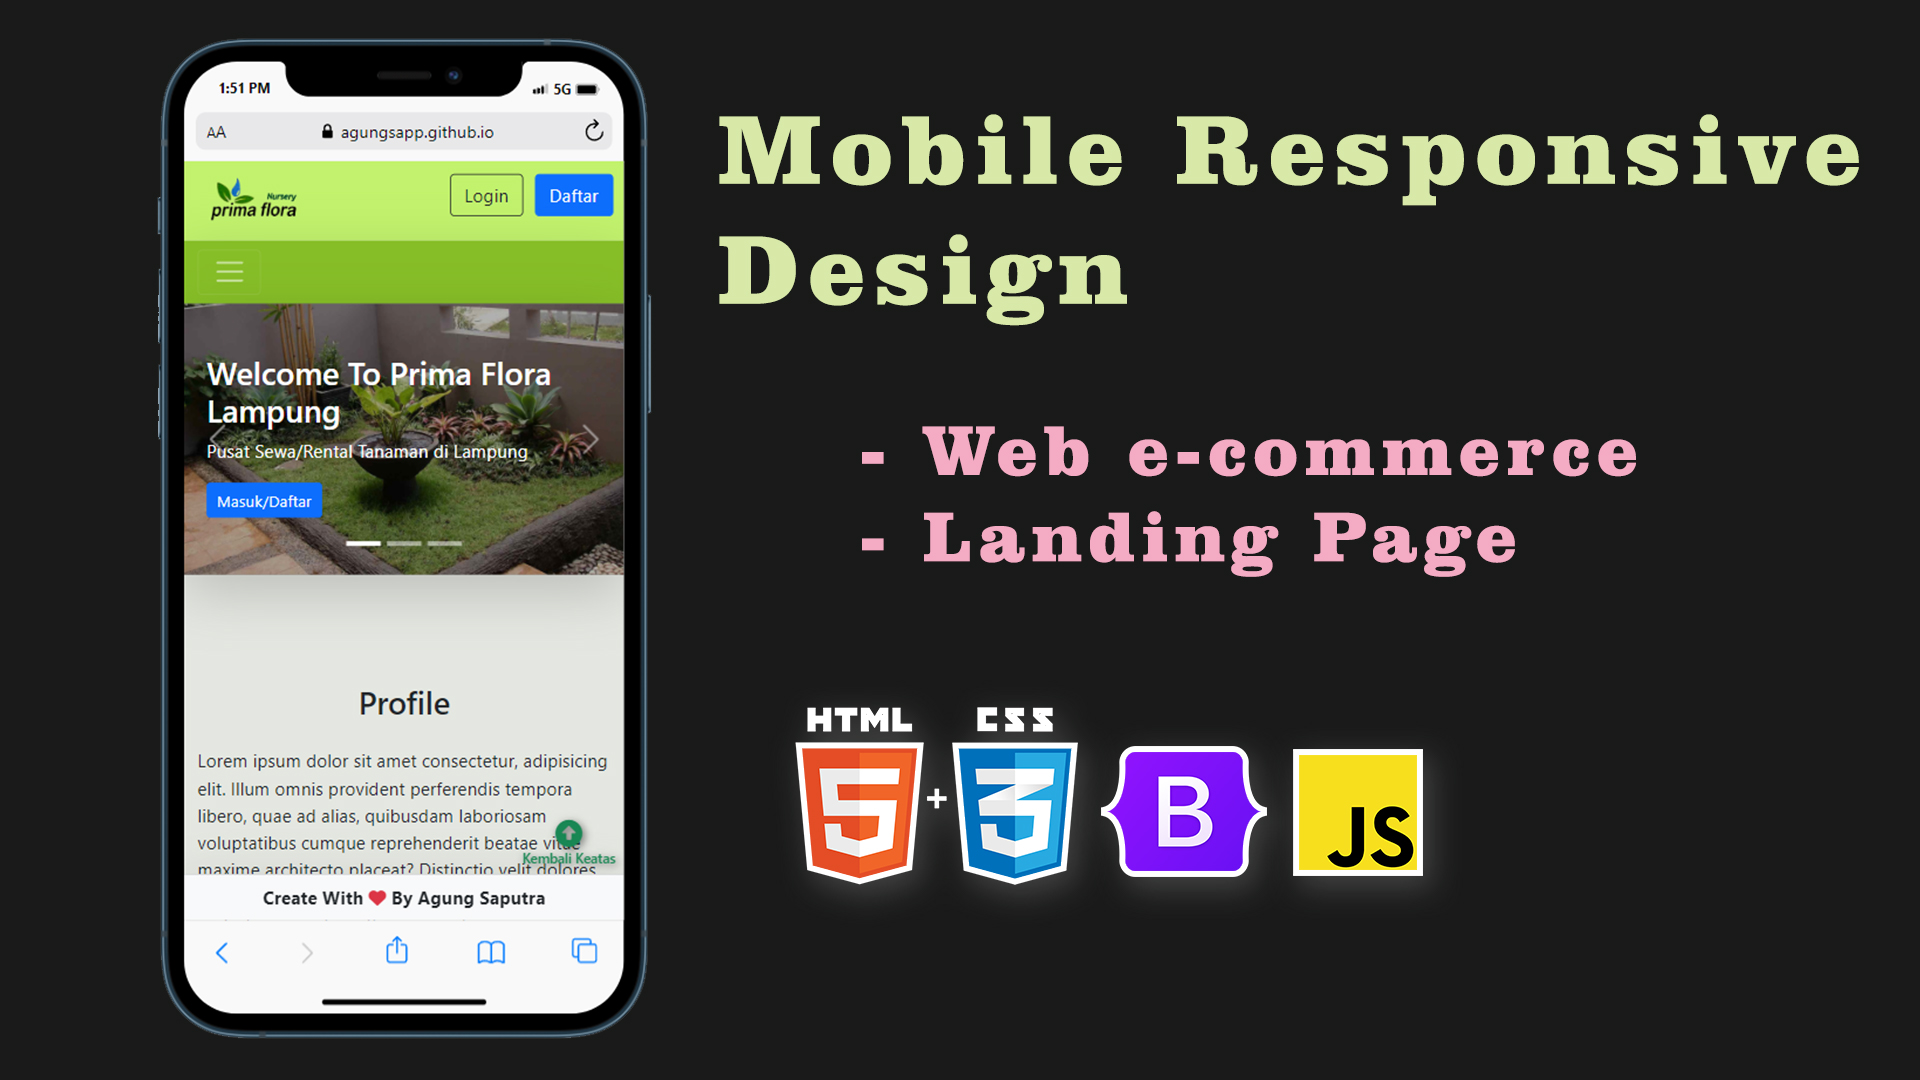 1:51 PM
5G
AA
agungsapp.github.io
Nursery
prima flora
Login
Daftar
Welcome To Prima Flora
Lampung
Pusat Sewa/Rental Tanaman di Lampung
Masuk/Daftar
Profile
Lorem ipsum dolor sit amet consectetur, adipisicing
elit. Illum omnis provident perferendis tempora
libero, quae ad alias, quibusdam laboriosam
voluptatibus cumque reprehenderit beatae vitae
maxime architecto placeat? Distinctio velit dolores
Kembali Keatas
Create With ❤ By Agung Saputra
Mobile Responsive
Design
- Web e-commerce
- Landing Page
HTML
5
+
CSS
3
B
JS